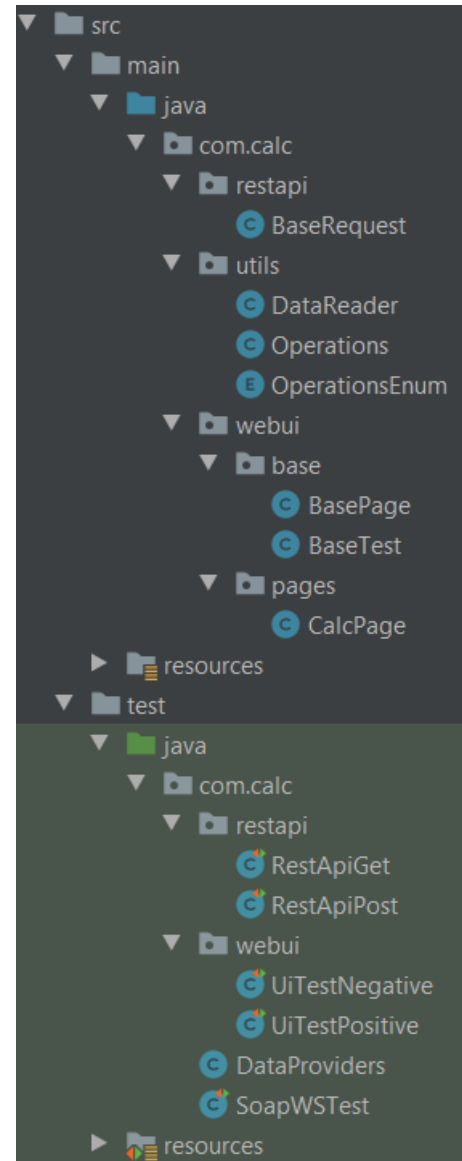 src
main
java
com.calc
restapi
BaseRequest
utils
DataReader
Operations
OperationsEnum
webui
base
BasePage
BaseTest
pages
CalcPage
resources
test
java
com.calc
restapi
RestApiGet
RestApiPost
webui
UiTestNegative
UiTestPositive
DataProviders
SoapWSTest
resources